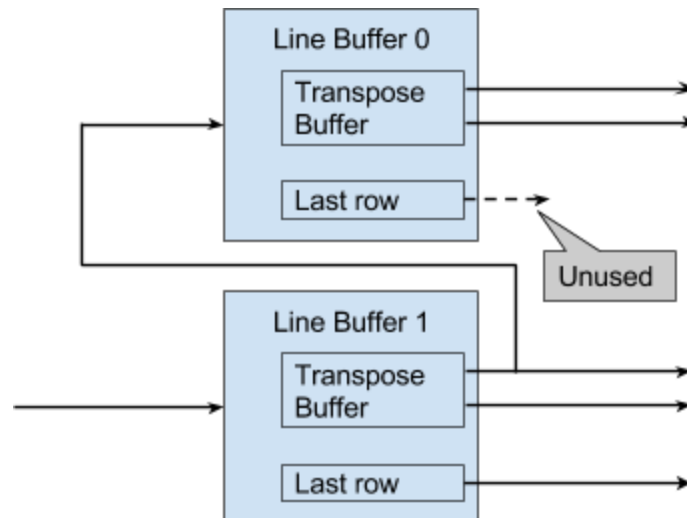 Line Buffer 0
Transpose
Buffer
Last row
Unused
Line Buffer 1
Transpose
Buffer
Last row